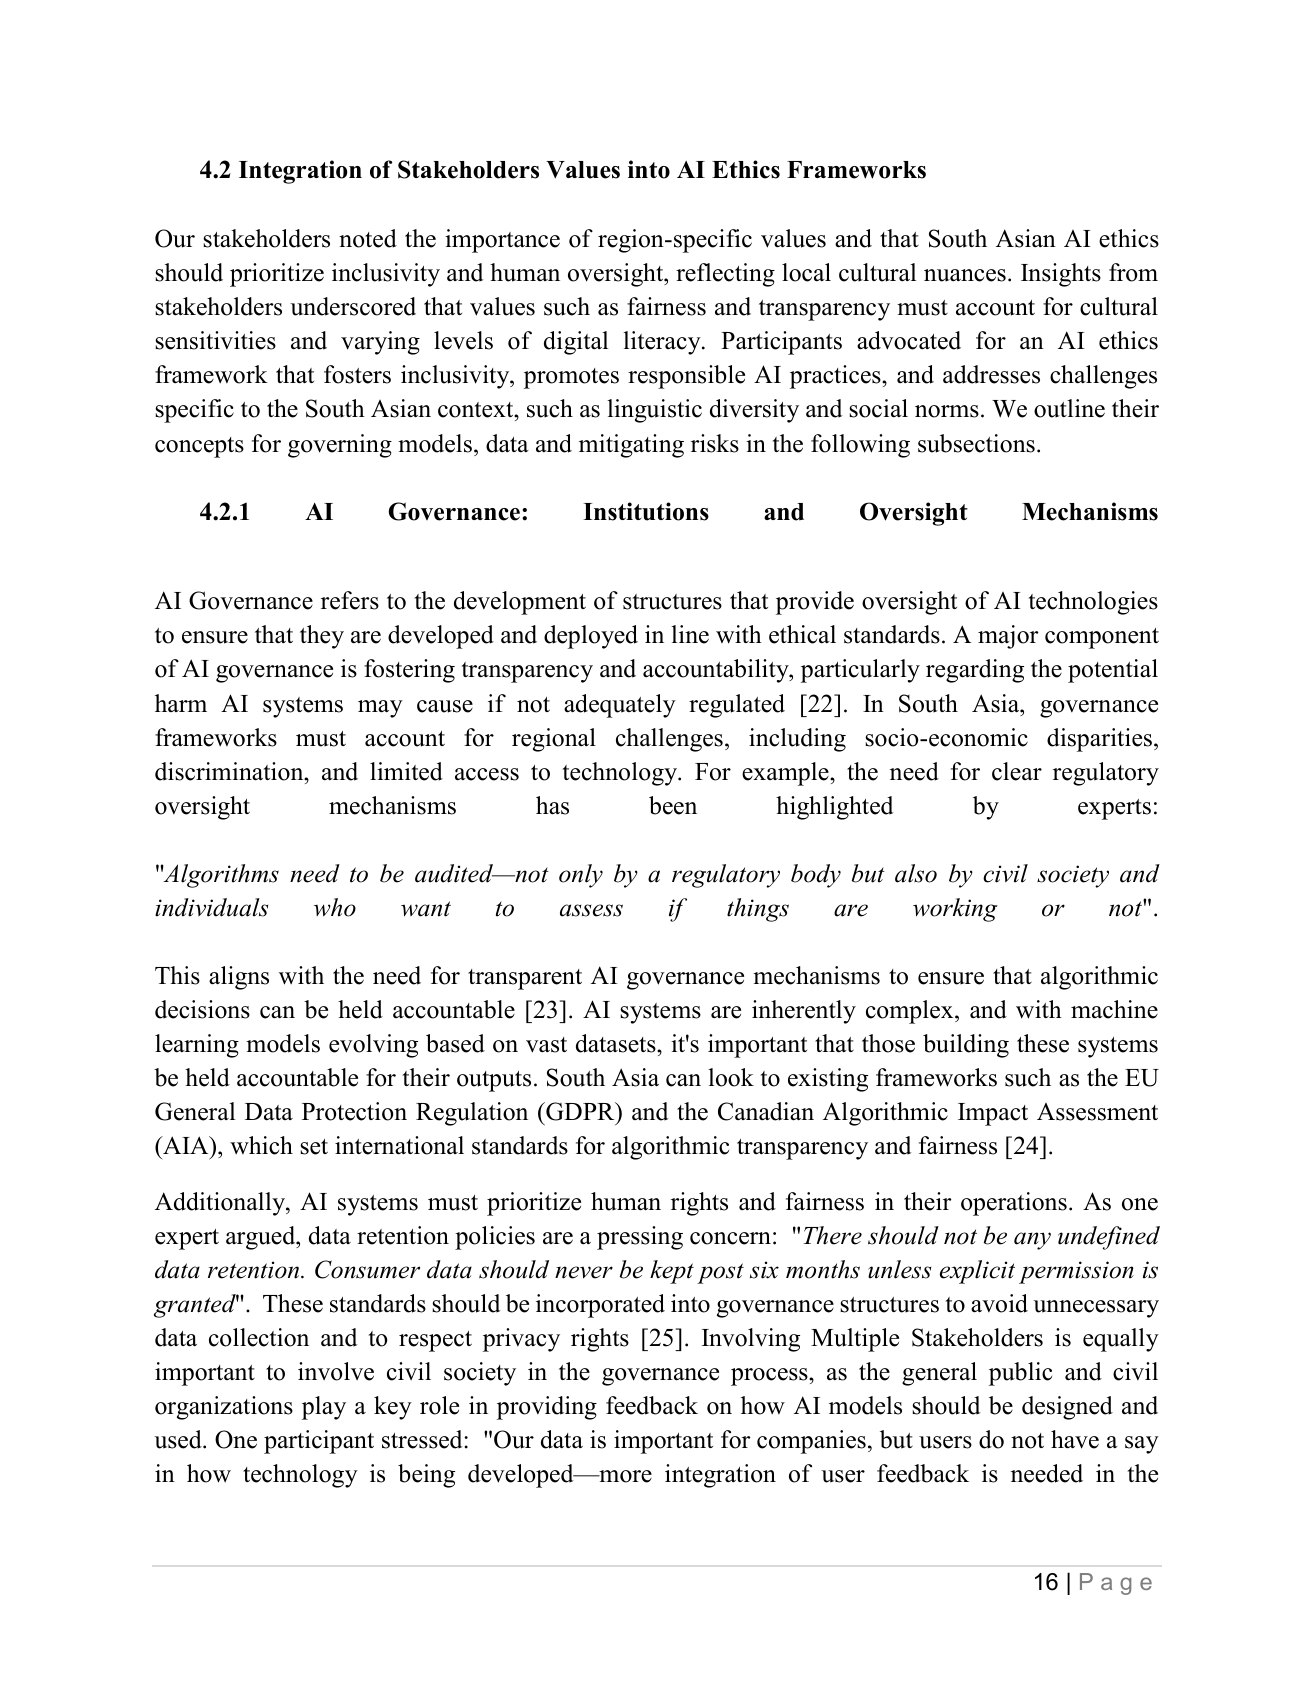 4.2 Integration of Stakeholders Values into AI Ethics Frameworks
Our stakeholders noted the importance of region-specific values and that South Asian AI ethics
should prioritize inclusivity and human oversight, reflecting local cultural nuances. Insights from
stakeholders underscored that values such as fairness and transparency must account for cultural
sensitivities and varying levels of digital literacy. Participants advocated for an AI ethics
framework that fosters inclusivity, promotes responsible AI practices, and addresses challenges
specific to the South Asian context, such as linguistic diversity and social norms. We outline their
concepts for governing models, data and mitigating risks in the following subsections.
4.2.1 AI Governance: Institutions and Oversight Mechanisms
AI Governance refers to the development of structures that provide oversight of AI technologies
to ensure that they are developed and deployed in line with ethical standards. A major component
of AI governance is fostering transparency and accountability, particularly regarding the potential
harm AI systems may cause if not adequately regulated [22]. In South Asia, governance
frameworks must account for regional challenges, including socio-economic disparities,
discrimination, and limited access to technology. For example, the need for clear regulatory
oversight mechanisms has been highlighted by experts:
"Algorithms need to be audited—not only by a regulatory body but also by civil society and
individuals who want to assess if things are working or not".
This aligns with the need for transparent AI governance mechanisms to ensure that algorithmic
decisions can be held accountable [23]. AI systems are inherently complex, and with machine
learning models evolving based on vast datasets, it's important that those building these systems
be held accountable for their outputs. South Asia can look to existing frameworks such as the EU
General Data Protection Regulation (GDPR) and the Canadian Algorithmic Impact Assessment
(AIA), which set international standards for algorithmic transparency and fairness [24].
Additionally, AI systems must prioritize human rights and fairness in their operations. As one
expert argued, data retention policies are a pressing concern: "There should not be any undefined
data retention. Consumer data should never be kept post six months unless explicit permission is
granted". These standards should be incorporated into governance structures to avoid unnecessary
data collection and to respect privacy rights [25]. Involving Multiple Stakeholders is equally
important to involve civil society in the governance process, as the general public and civil
organizations play a key role in providing feedback on how AI models should be designed and
used. One participant stressed: "Our data is important for companies, but users do not have a say
in how technology is being developed—more integration of user feedback is needed in the
16 | Page